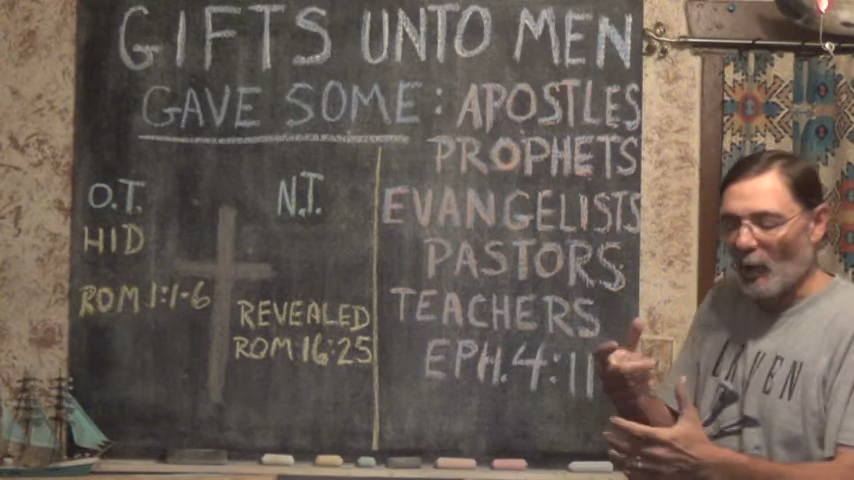 GIFTS UNTO MEN
GAVE SOME: APOSTLES
PROPHETS
EVANGELISTS
PASTORS
TEACHERS
EPH. 4:11
O.T.
HID
ROM 1:1-6
N.T.
REVEALED
ROM 16:25